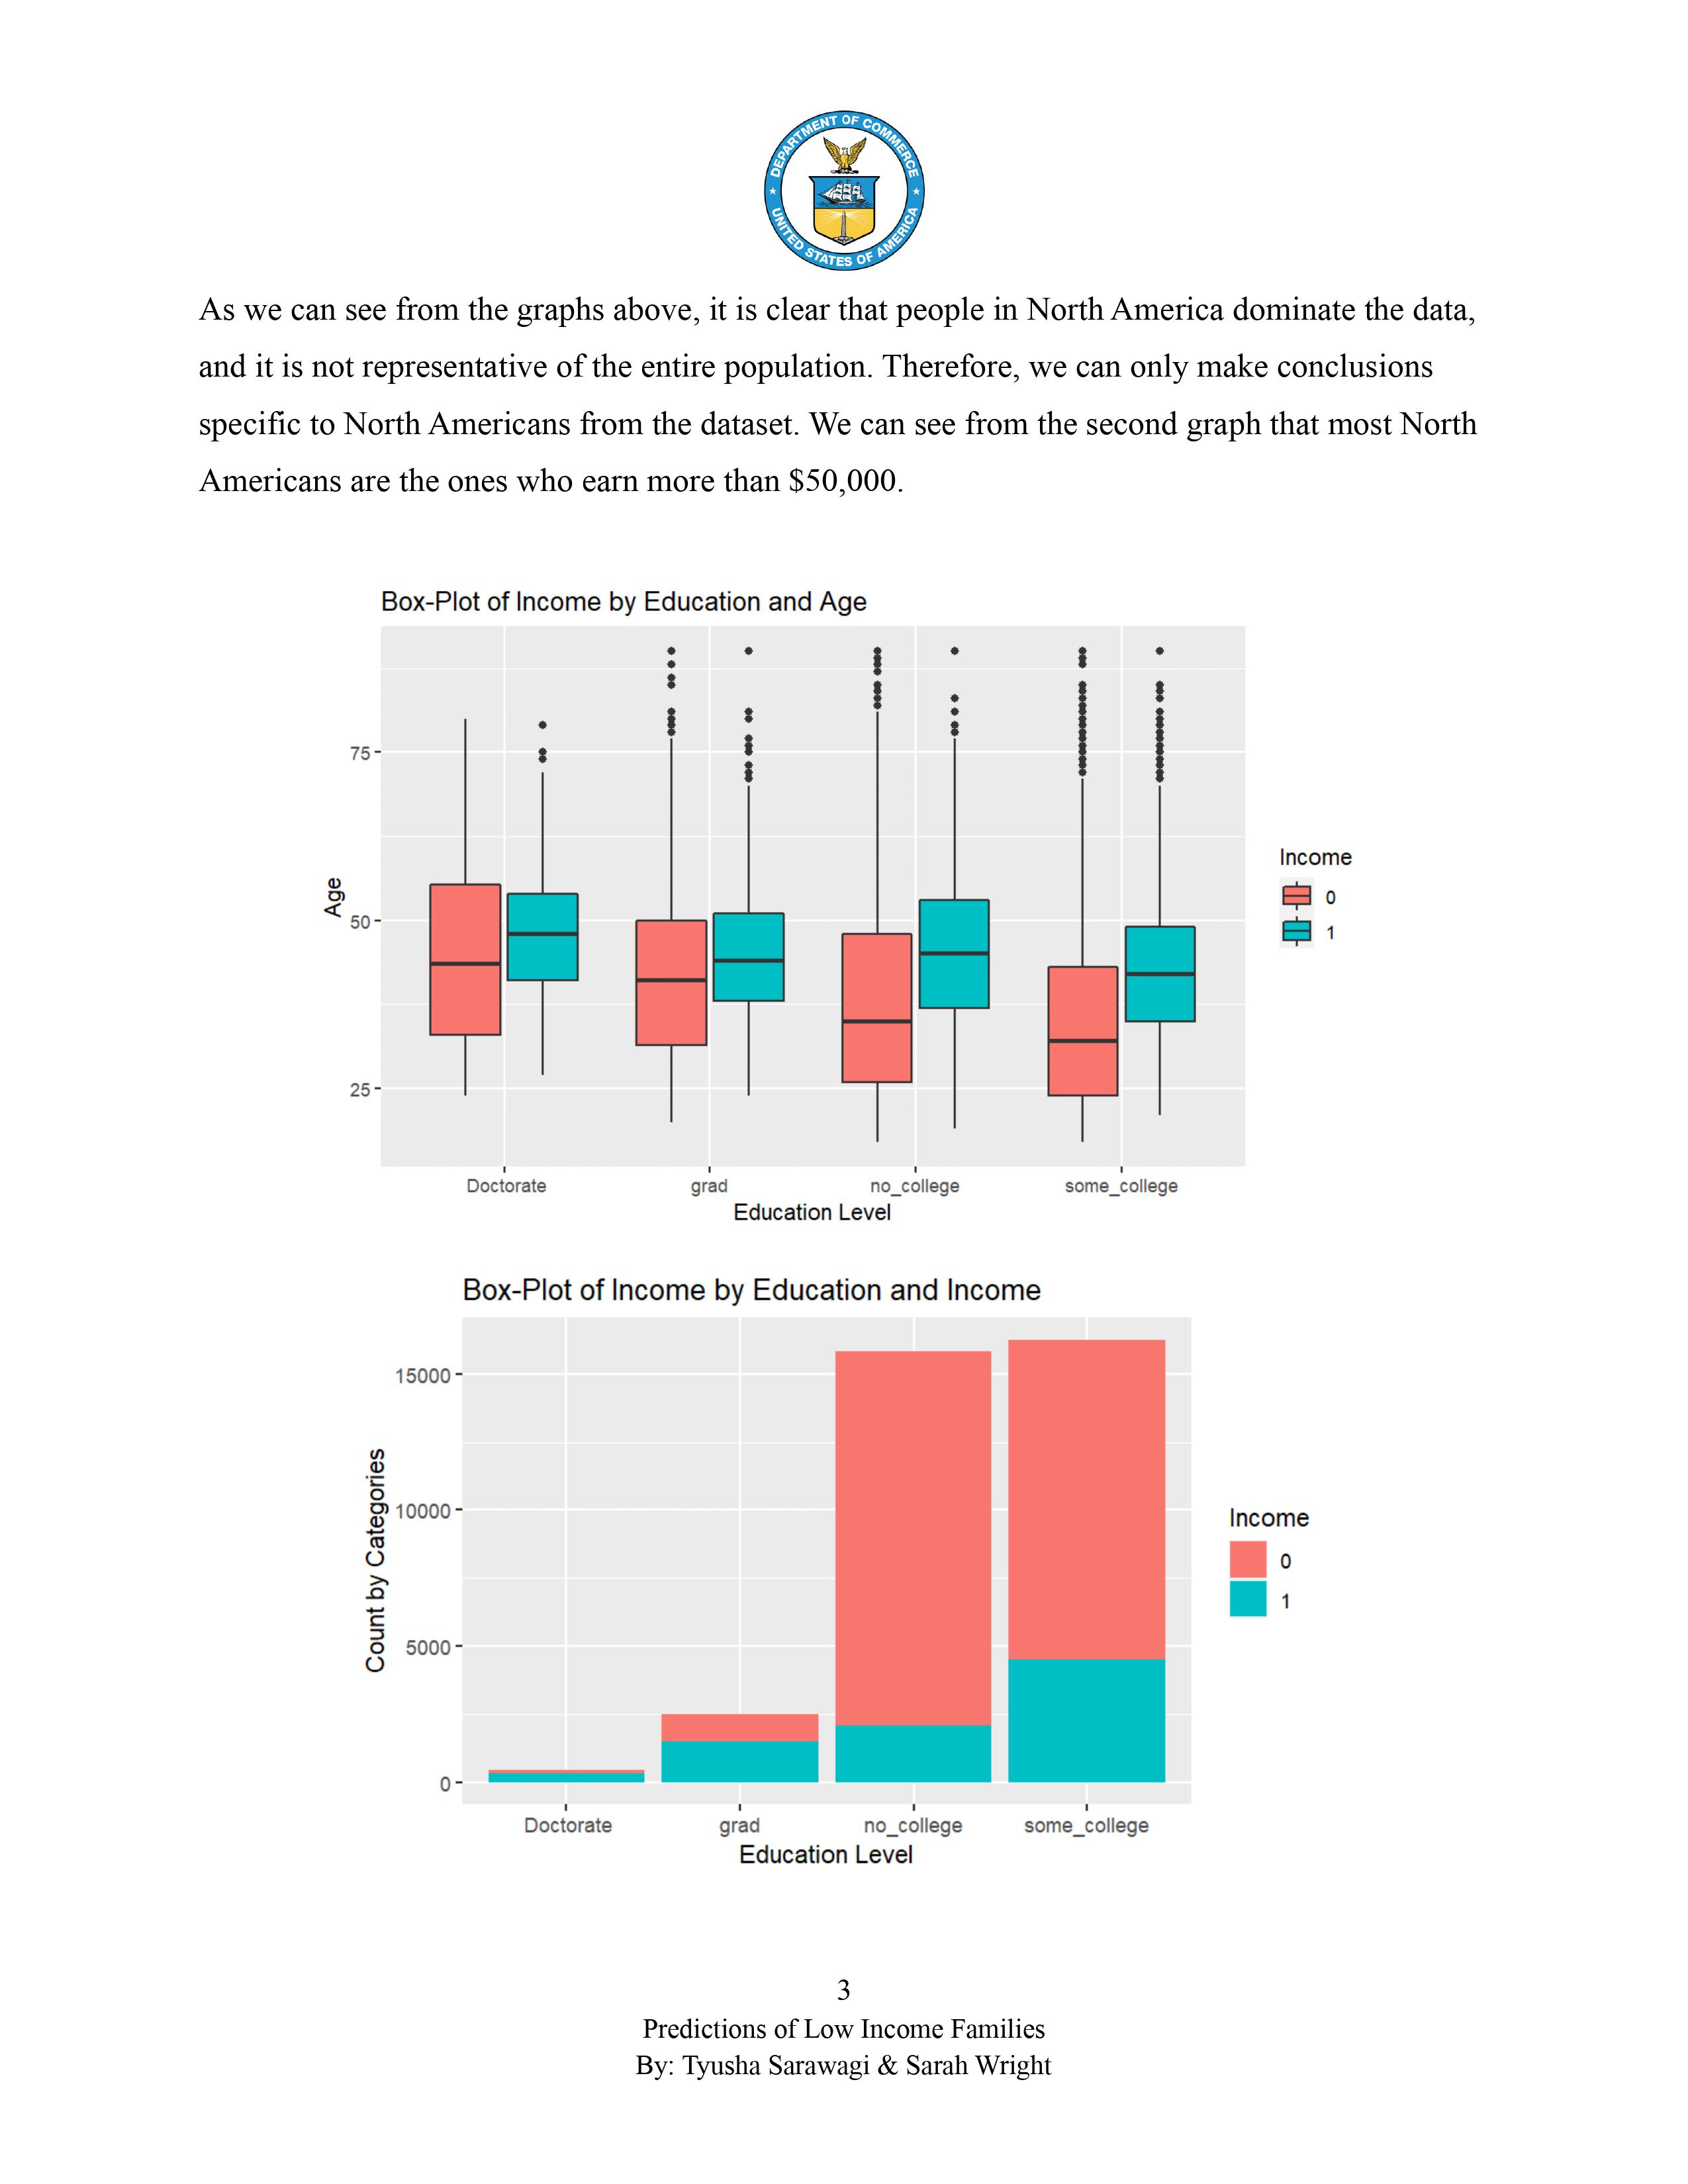 DEPARTMENT OF COMMERCE
UNITED STATES OF AMERICA
As we can see from the graphs above, it is clear that people in North America dominate the data,
and it is not representative of the entire population. Therefore, we can only make conclusions
specific to North Americans from the dataset. We can see from the second graph that most North
Americans are the ones who earn more than $50,000.
Box-Plot of Income by Education and Age
Age
75
50
25
Doctorate grad no_college some_college
Education Level
Income
0
1
Box-Plot of Income by Education and Income
Count by Categories
15000
10000
5000
0
Doctorate grad no_college some_college
Education Level
Income
0
1
3
Predictions of Low Income Families
By: Tyusha Sarawagi & Sarah Wright